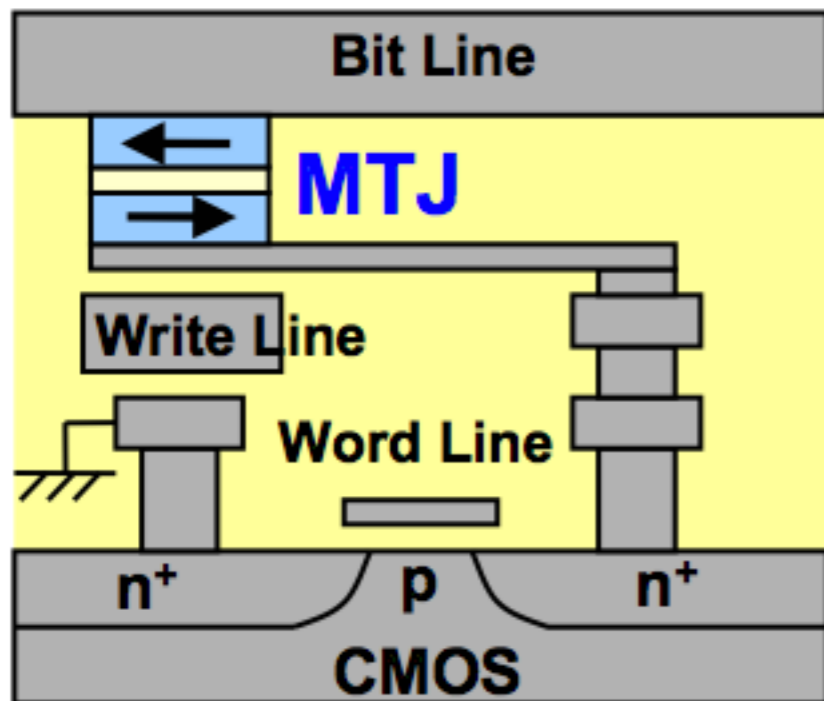 Bit Line
MTJ
Write Line
Word Line
n⁺
p
n⁺
CMOS